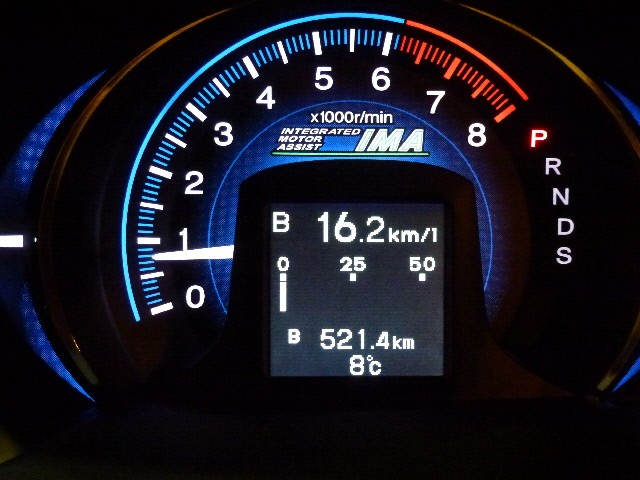 0
1
2
3
4
5
6
7
8
x1000r/min
INTEGRATED
MOTOR
ASSIST
IMA
P
R
N
D
S
B 16.2km/l
0 25 50
B 521.4km
8℃